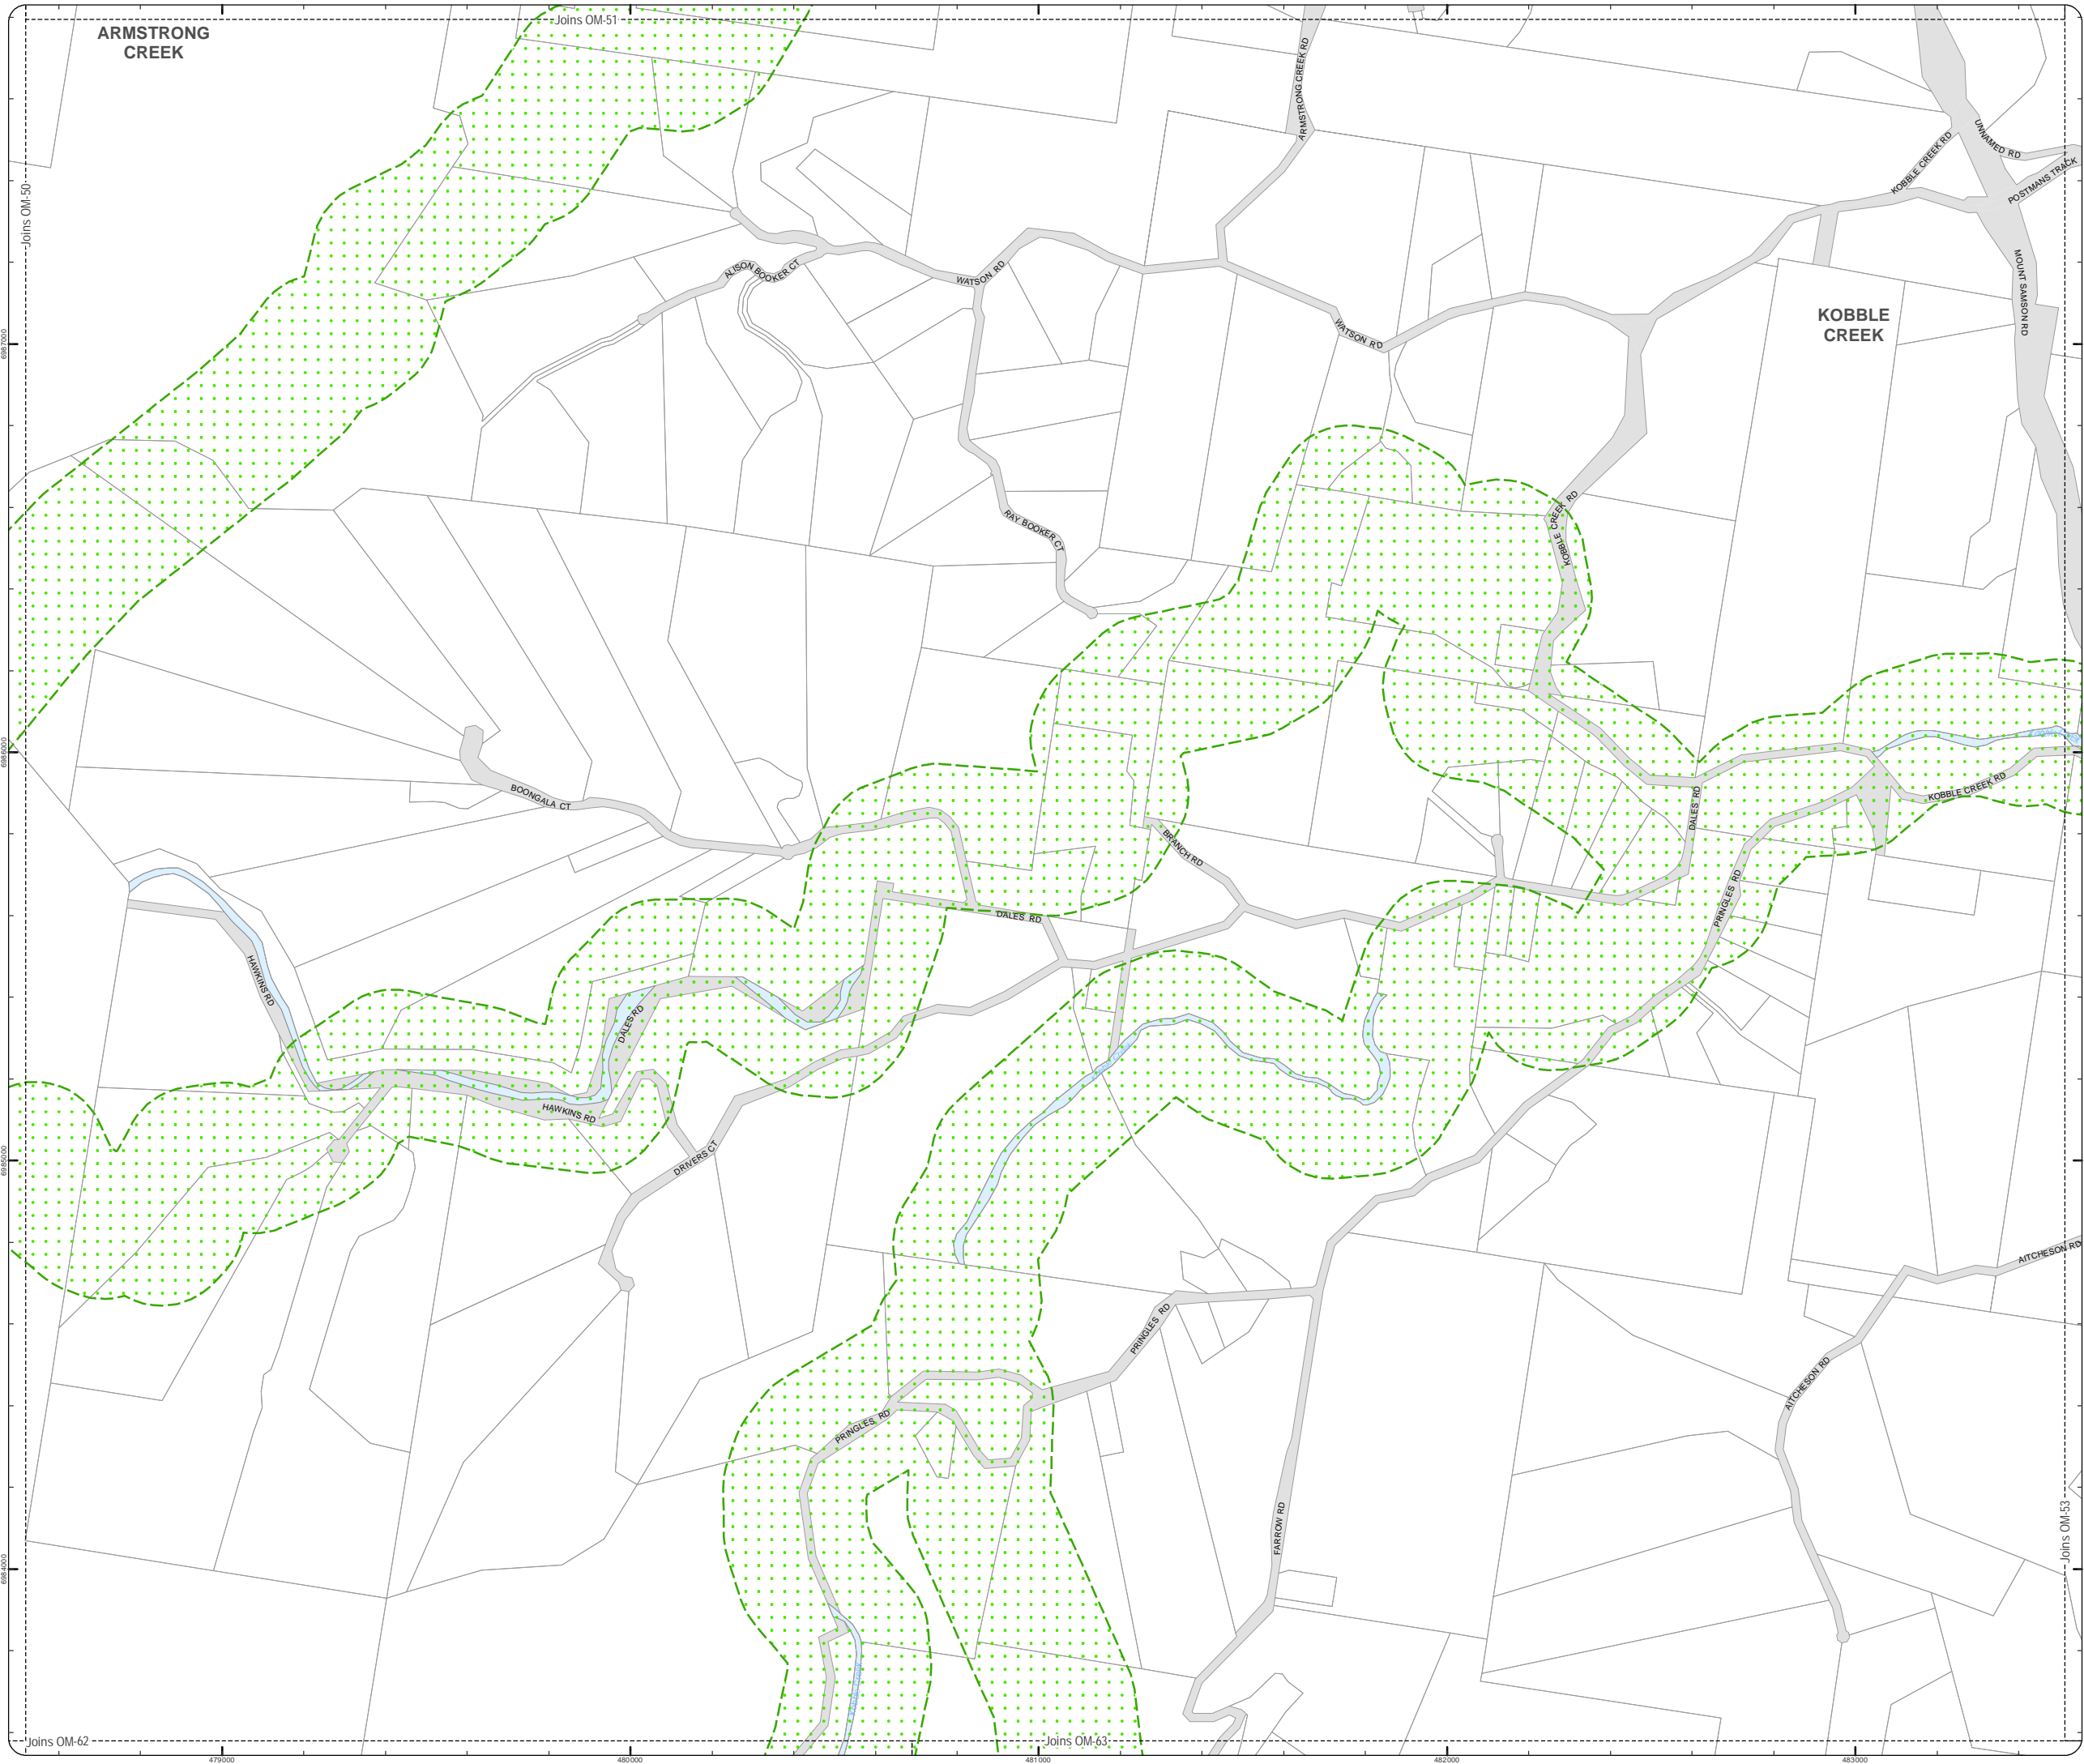 Joins OM-51
ARMSTRONG
CREEK
ARMSTRONG CREEK RD
UNNAMED RD
KOBBLE CREEK RD
POSTMANS TRACK
Joins OM-50
ALISON BOOKER CT
WATSON RD
MOUNT SAMSON RD
WATSON RD
KOBBLE
CREEK
6987000
KOBBLE CREEK RD
RAY BOOKER CT
6986000
BOONGALA CT
KOBBLE CREEK RD
DALES RD
BRANCH RD
PRINGLES RD
DALES RD
HAWKINS RD
DALES RD
HAWKINS RD
DRIVERS CT
6985000
AITCHESON RD
PRINGLES RD
AITCHESON RD
PRINGLES RD
FARROW RD
Joins OM-53
6984000
Joins OM-62
Joins OM-63
479000
480000
481000
482000
483000